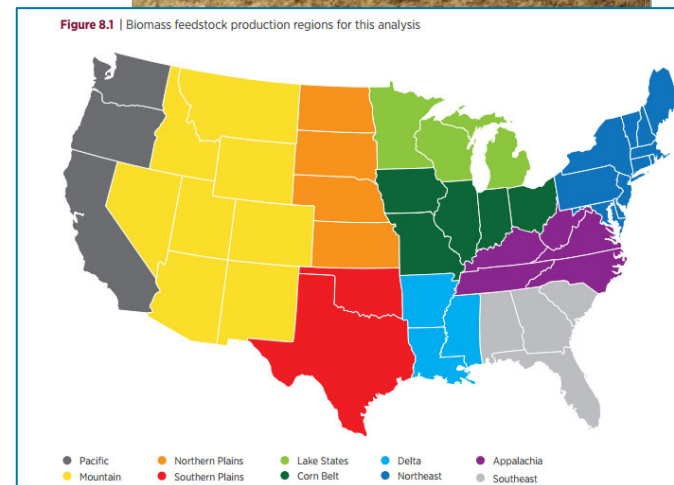 Figure 8.1 | Biomass feedstock production regions for this analysis
Pacific Northern Plains Lake States Delta Appalachia
Mountain Southern Plains Corn Belt Northeast Southeast